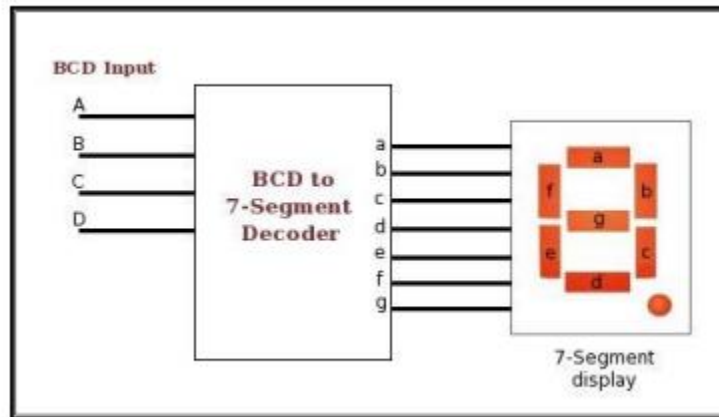 BCD Input
A
B
C
D
BCD to
7-Segment
Decoder
a
b
c
d
e
f
g
a
f
b
g
e
c
d
7-Segment
display